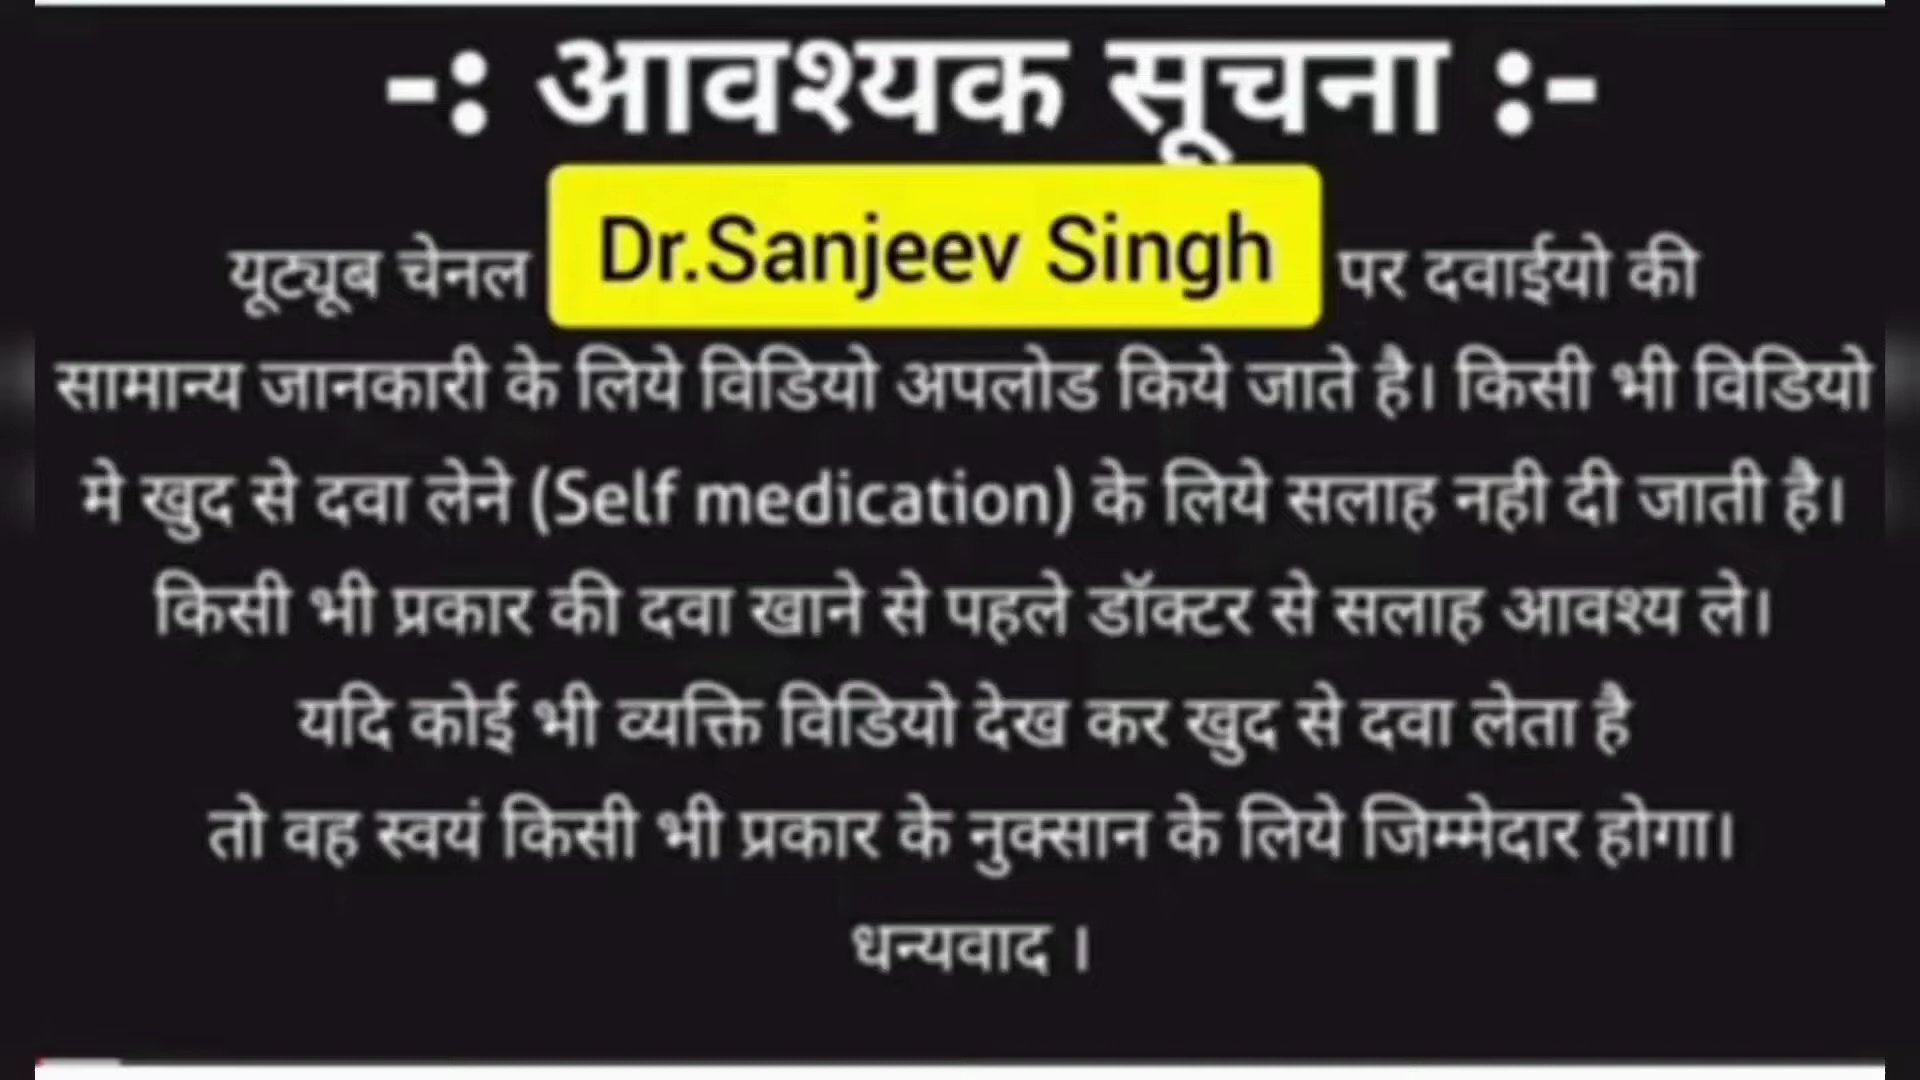 -: आवश्यक सूचना :-
यूट्यूब चेनल Dr.Sanjeev Singh पर दवाईयो की
सामान्य जानकारी के लिये विडियो अपलोड किये जाते है। किसी भी विडियो
मे खुद से दवा लेने (Self medication) के लिये सलाह नही दी जाती है।
किसी भी प्रकार की दवा खाने से पहले डॉक्टर से सलाह आवश्य ले।
यदि कोई भी व्यक्ति विडियो देख कर खुद से दवा लेता है
तो वह स्वयं किसी भी प्रकार के नुक्सान के लिये जिम्मेदार होगा।
धन्यवाद ।